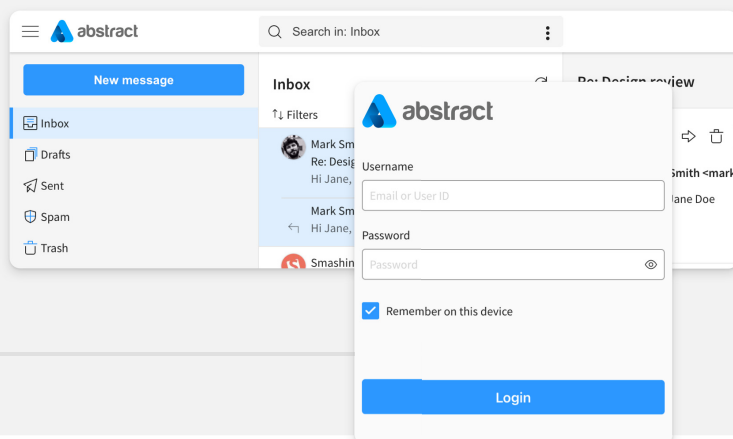 abstract
Search in: Inbox
New message
Inbox
Drafts
Sent
Spam
Trash
Inbox
↑↓ Filters
Mark Sm
Re: Desig
Hi Jane,
Mark Sm
Hi Jane,
Smashin
Re: Design review
Smith <mark
Jane Doe
abstract
Username
Email or User ID
Password
Password
Remember on this device
Login